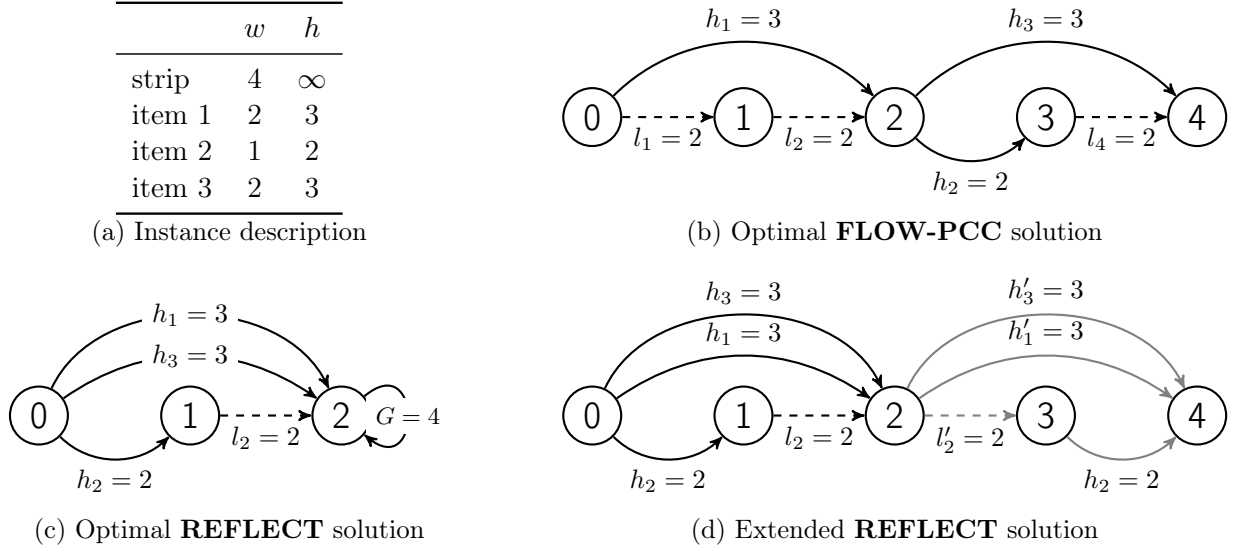 w h
strip 4 ∞
item 1 2 3
item 2 1 2
item 3 2 3
(a) Instance description
h₁ = 3 h₃ = 3
0 1 2 3 4
l₁ = 2 l₂ = 2 l₄ = 2
h₂ = 2
(b) Optimal FLOW-PCC solution
h₁ = 3
h₃ = 3
0 1 2 G = 4
l₂ = 2
h₂ = 2
(c) Optimal REFLECT solution
h₃ = 3 h′₃ = 3
h₁ = 3 h′₁ = 3
0 1 2 3 4
l₂ = 2 l′₂ = 2
h₂ = 2 h₂ = 2
(d) Extended REFLECT solution